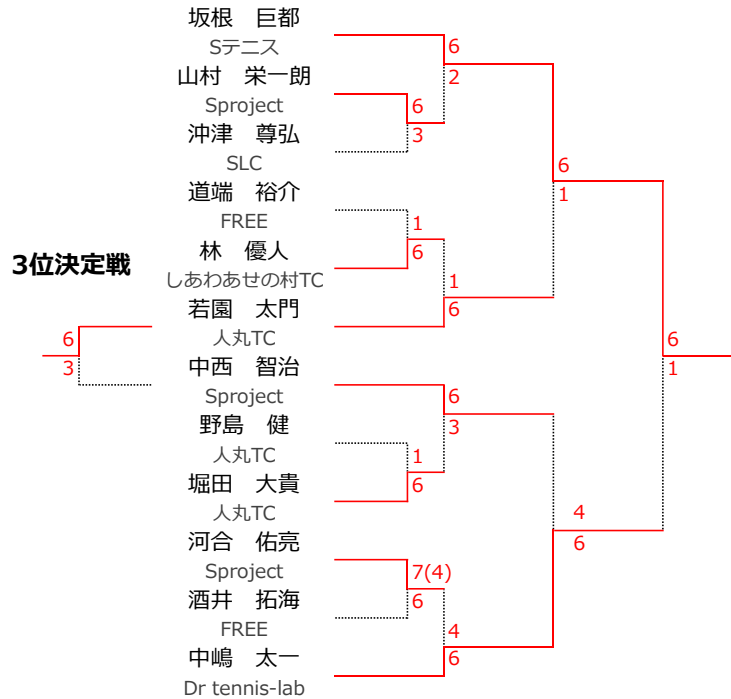 坂根　巨都
Sテニス
6
山村　栄一朗
2
Sproject
6
沖津　尊弘
3
SLC
6
道端　裕介
1
FREE
1
林　優人
6
3位決定戦
しあわあせの村TC
1
若園　太門
6
6
人丸TC
6
3
中西　智治
1
Sproject
6
野島　健
3
人丸TC
1
堀田　大貴
6
人丸TC
4
河合　佑亮
6
Sproject
7(4)
酒井　拓海
6
FREE
4
中嶋　太一
6
Dr tennis-lab